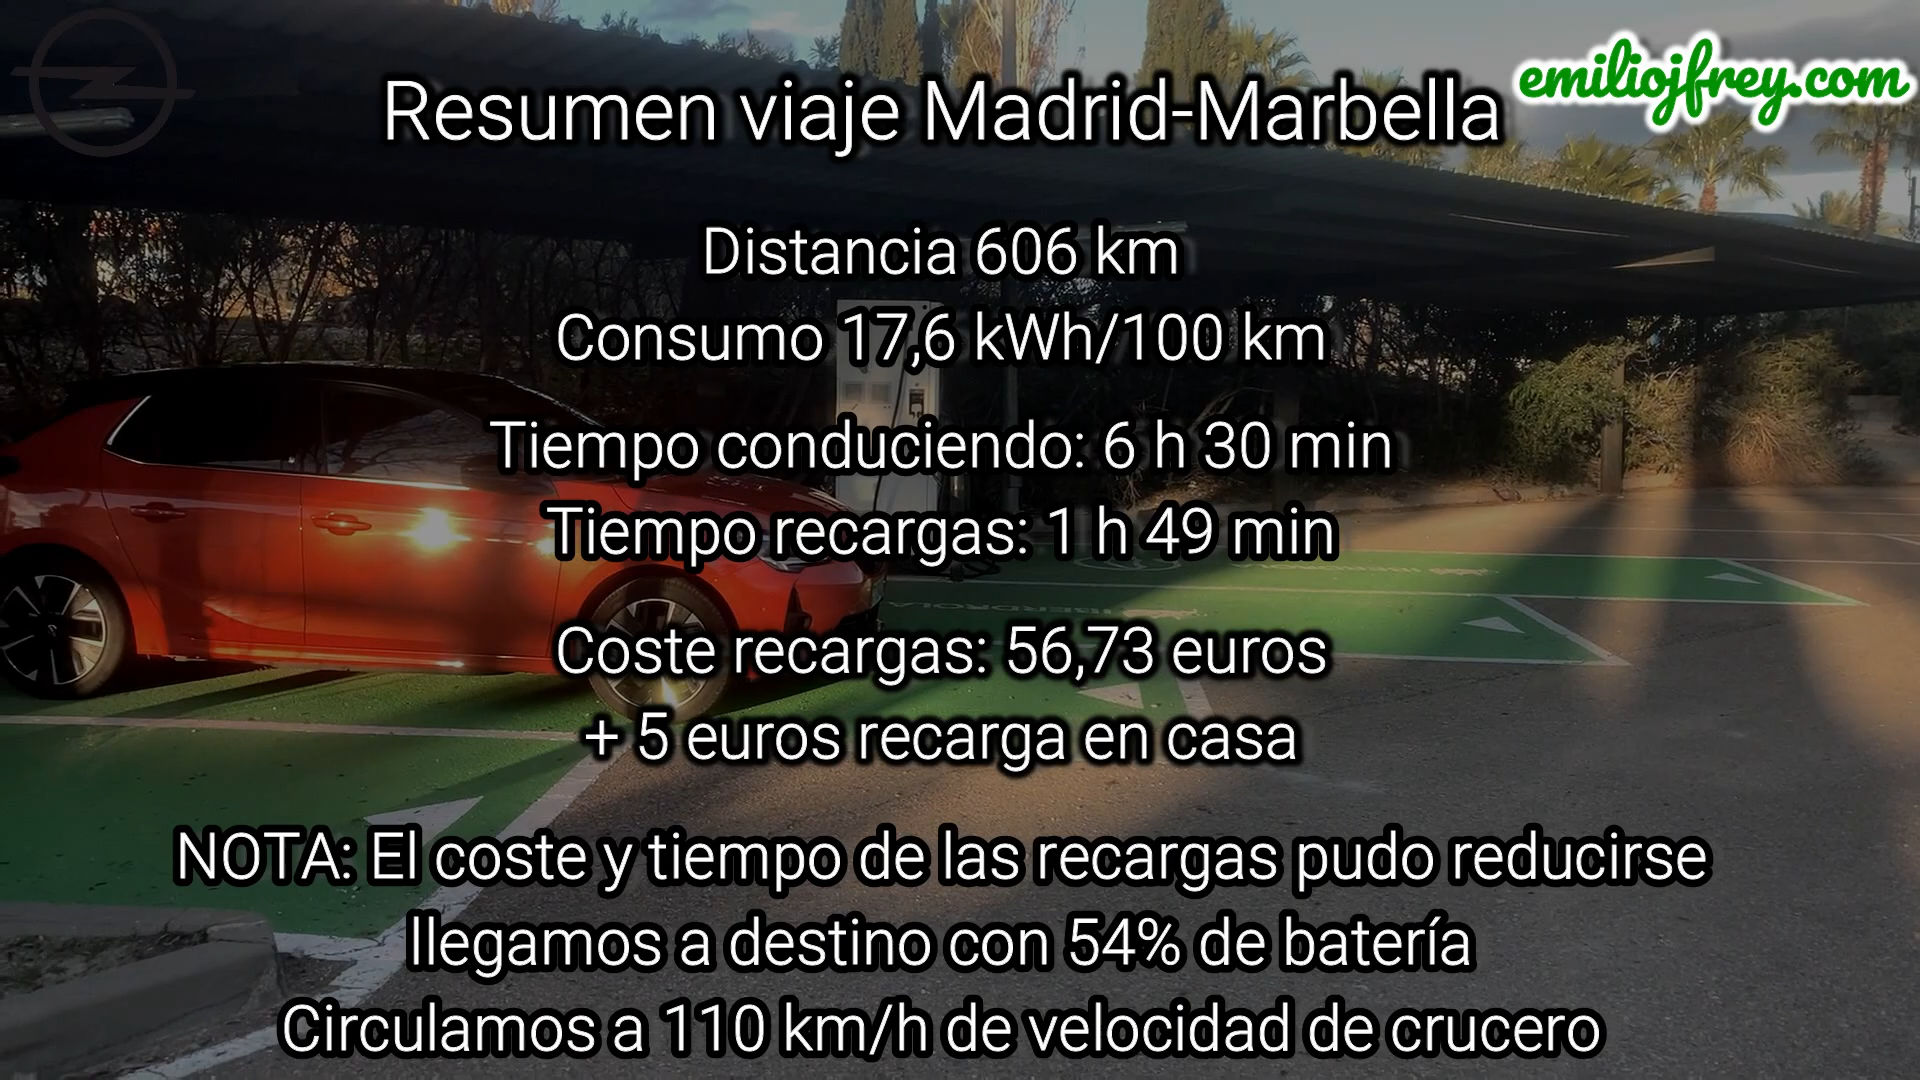 emiliojfrey.com
Resumen viaje Madrid-Marbella
Distancia 606 km
Consumo 17,6 kWh/100 km
Tiempo conduciendo: 6 h 30 min
Tiempo recargas: 1 h 49 min
IBERDROLA
Coste recargas: 56,73 euros
+ 5 euros recarga en casa
NOTA: El coste y tiempo de las recargas pudo reducirse
llegamos a destino con 54% de batería
Circulamos a 110 km/h de velocidad de crucero